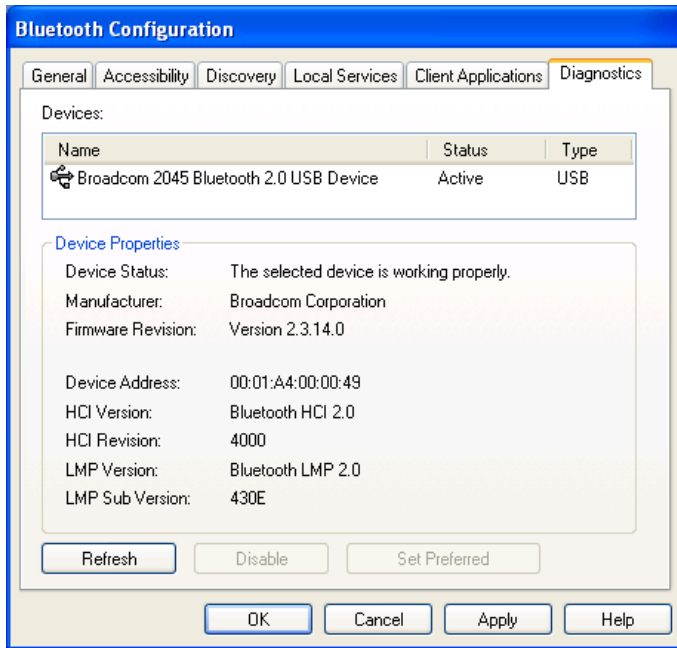 Bluetooth Configuration
General Accessibility Discovery Local Services Client Applications Diagnostics
Devices:
Name Status Type
Broadcom 2045 Bluetooth 2.0 USB Device Active USB
Device Properties
Device Status: The selected device is working properly.
Manufacturer: Broadcom Corporation
Firmware Revision: Version 2.3.14.0
Device Address: 00:01:A4:00:00:49
HCI Version: Bluetooth HCI 2.0
HCI Revision: 4000
LMP Version: Bluetooth LMP 2.0
LMP Sub Version: 430E
Refresh Disable Set Preferred
OK Cancel Apply Help